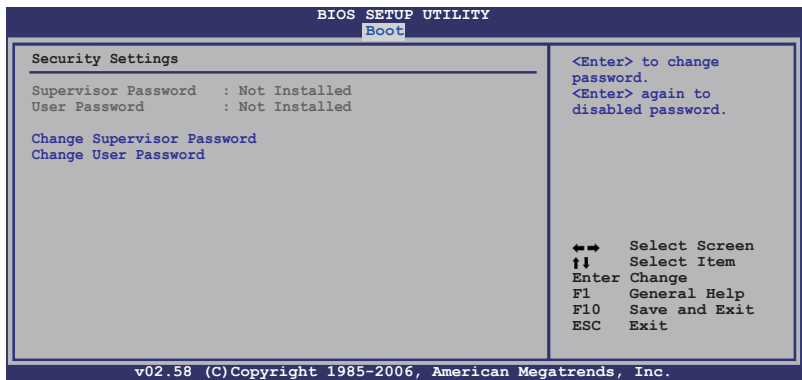 BIOS SETUP UTILITY
Boot
Security Settings
Supervisor Password : Not Installed
User Password : Not Installed
Change Supervisor Password
Change User Password
<Enter> to change
password.
<Enter> again to
disabled password.
←→ Select Screen
↑↓ Select Item
Enter Change
F1 General Help
F10 Save and Exit
ESC Exit
v02.58 (C)Copyright 1985-2006, American Megatrends, Inc.